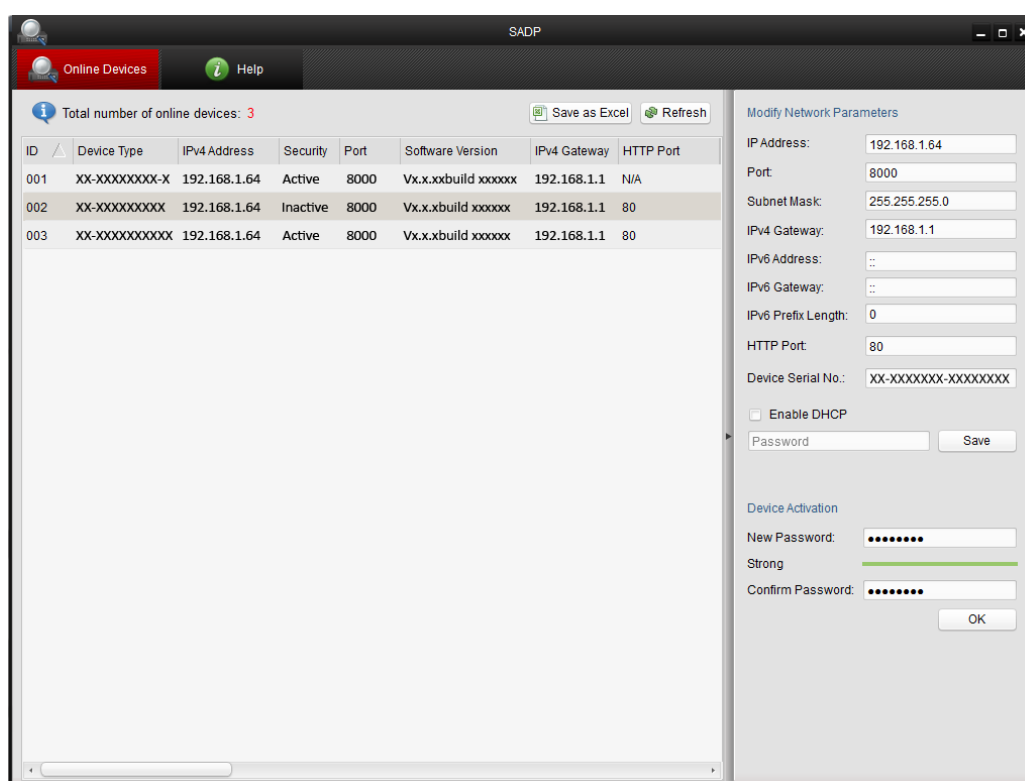 SADP
Online Devices Help
Total number of online devices: 3 Save as Excel Refresh
ID Device Type IPv4 Address Security Port Software Version IPv4 Gateway HTTP Port
001 XX-XXXXXXXX-X 192.168.1.64 Active 8000 Vx.x.xxbuild xxxxxx 192.168.1.1 N/A
002 XX-XXXXXXXXX 192.168.1.64 Inactive 8000 Vx.x.xbuild xxxxxx 192.168.1.1 80
003 XX-XXXXXXXXXX 192.168.1.64 Active 8000 Vx.x.xbuild xxxxxx 192.168.1.1 80
Modify Network Parameters
IP Address: 192.168.1.64
Port: 8000
Subnet Mask: 255.255.255.0
IPv4 Gateway: 192.168.1.1
IPv6 Address: ::
IPv6 Gateway: ::
IPv6 Prefix Length: 0
HTTP Port: 80
Device Serial No.: XX-XXXXXXX-XXXXXXXX
Enable DHCP
Password Save
Device Activation
New Password: ••••••••
Strong
Confirm Password: ••••••••
OK